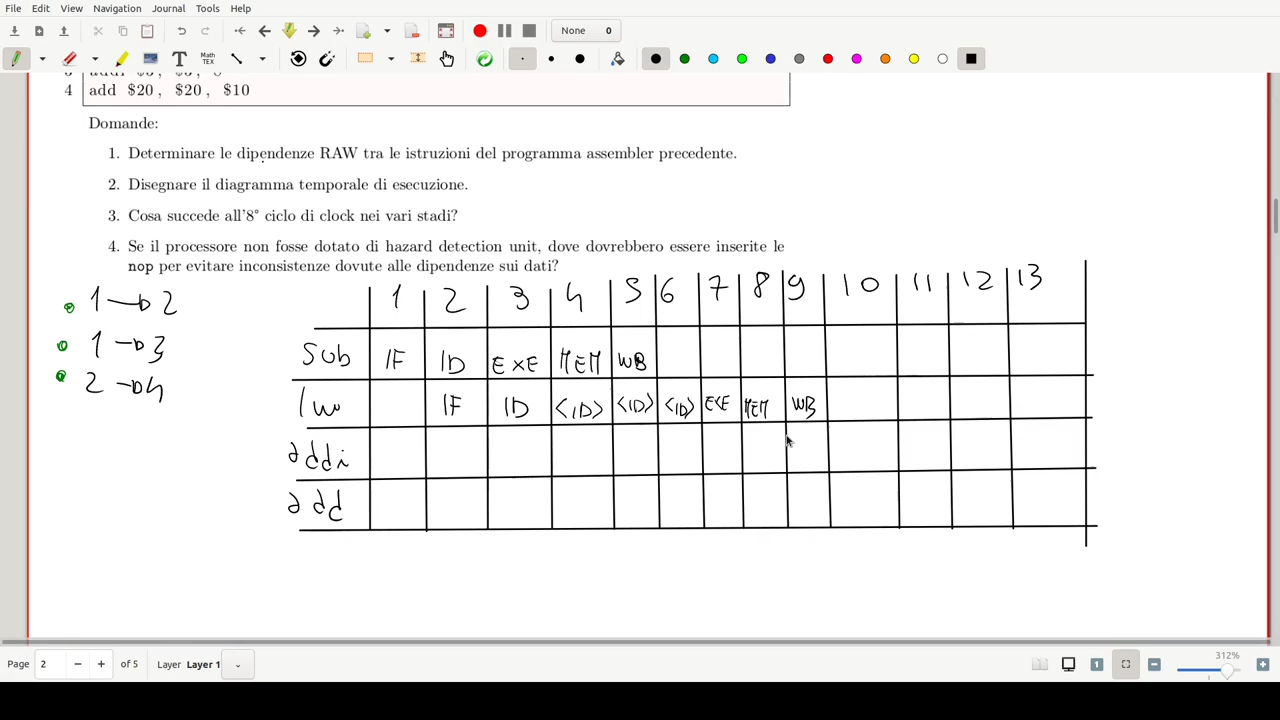 File Edit View Navigation Journal Tools Help
None 0
Math TEX
4 add $20 , $20 , $10
Domande:
1. Determinare le dipendenze RAW tra le istruzioni del programma assembler precedente.
2. Disegnare il diagramma temporale di esecuzione.
3. Cosa succede all'8° ciclo di clock nei vari stadi?
4. Se il processore non fosse dotato di hazard detection unit, dove dovrebbero essere inserite le
nop per evitare inconsistenze dovute alle dipendenze sui dati?
1 → 2
1 → 3
2 → 4
1 2 3 4 5 6 7 8 9 10 11 12 13
Sub IF ID EXE MEM WB
lw IF ID <ID> <ID> <ID> EXE MEM WB
addi
add
Page 2 of 5 Layer Layer 1 1 312%